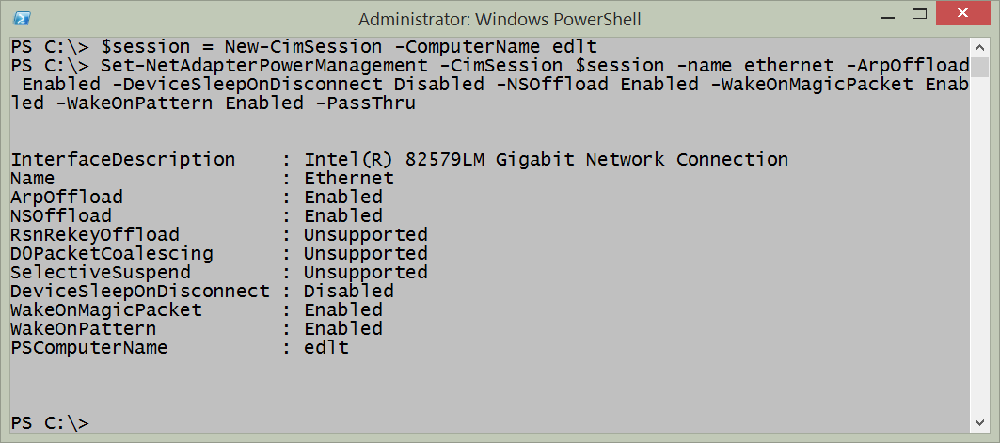 Administrator: Windows PowerShell
PS C:\> $session = New-CimSession -ComputerName edlt
PS C:\> Set-NetAdapterPowerManagement -CimSession $session -name ethernet -ArpOffload
 Enabled -DeviceSleepOnDisconnect Disabled -NSOffload Enabled -WakeOnMagicPacket Enab
led -WakeOnPattern Enabled -PassThru
InterfaceDescription    : Intel(R) 82579LM Gigabit Network Connection
Name                    : Ethernet
ArpOffload              : Enabled
NSOffload               : Enabled
RsnRekeyOffload         : Unsupported
D0PacketCoalescing      : Unsupported
SelectiveSuspend        : Unsupported
DeviceSleepOnDisconnect : Disabled
WakeOnMagicPacket       : Enabled
WakeOnPattern           : Enabled
PSComputerName          : edlt
PS C:\>